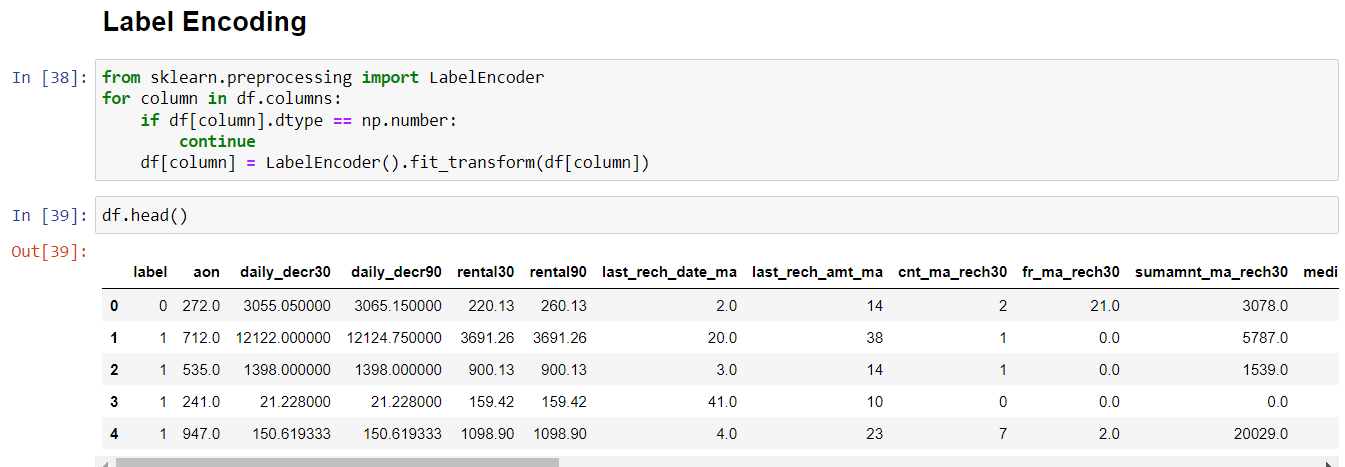 Label Encoding
In [38]: from sklearn.preprocessing import LabelEncoder
for column in df.columns:
    if df[column].dtype == np.number:
        continue
    df[column] = LabelEncoder().fit_transform(df[column])
In [39]: df.head()
Out[39]:
label aon daily_decr30 daily_decr90 rental30 rental90 last_rech_date_ma last_rech_amt_ma cnt_ma_rech30 fr_ma_rech30 sumamnt_ma_rech30 medi
0 0 272.0 3055.050000 3065.150000 220.13 260.13 2.0 14 2 21.0 3078.0
1 1 712.0 12122.000000 12124.750000 3691.26 3691.26 20.0 38 1 0.0 5787.0
2 1 535.0 1398.000000 1398.000000 900.13 900.13 3.0 14 1 0.0 1539.0
3 1 241.0 21.228000 21.228000 159.42 159.42 41.0 10 0 0.0 0.0
4 1 947.0 150.619333 150.619333 1098.90 1098.90 4.0 23 7 2.0 20029.0